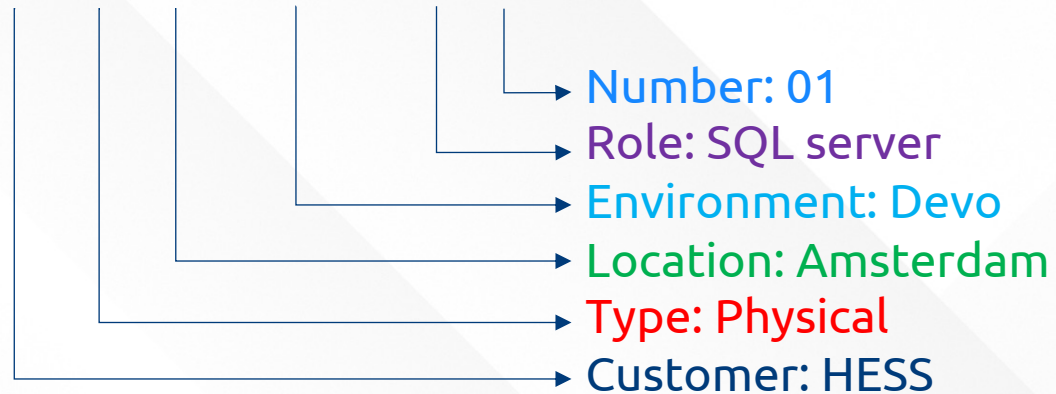 Number: 01
Role: SQL server
Environment: Devo
Location: Amsterdam
Type: Physical
Customer: HESS